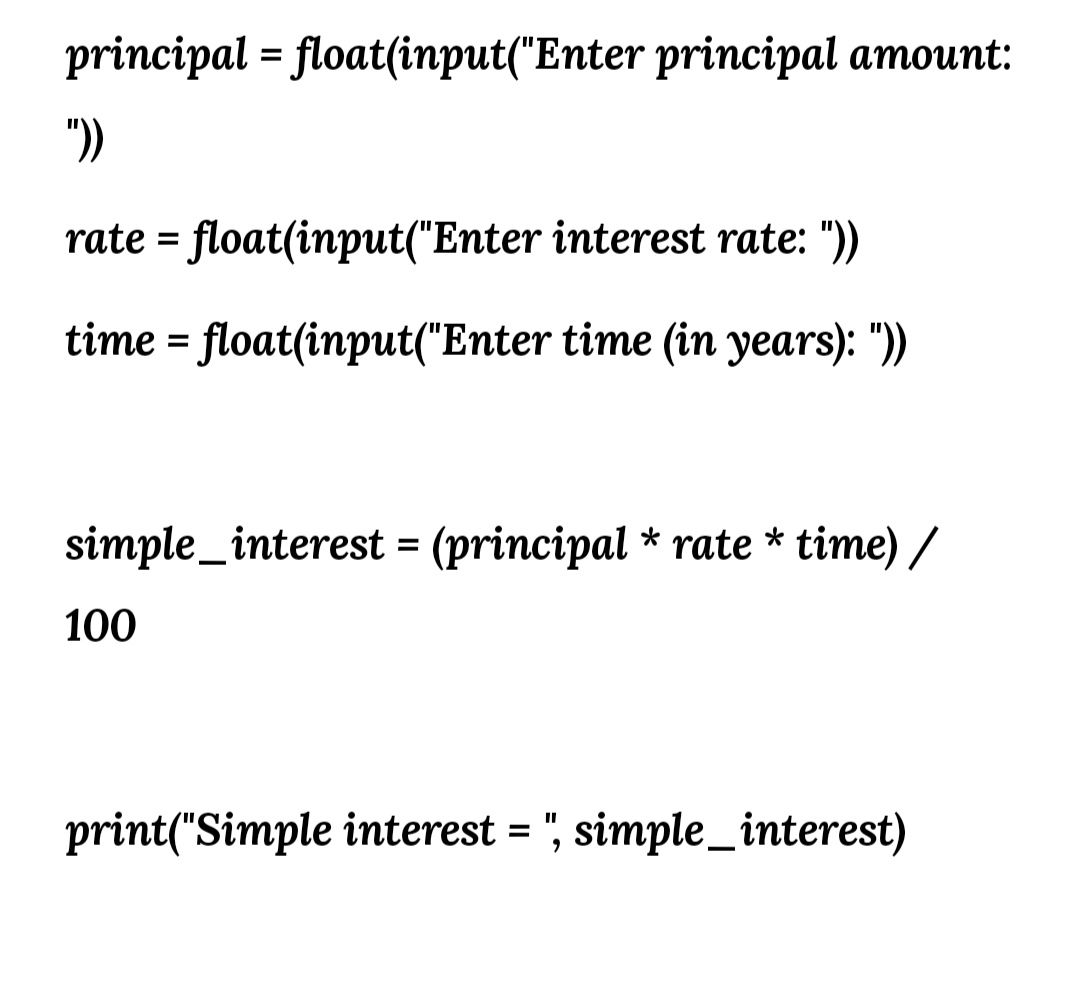 principal = float(input("Enter principal amount:
"))
rate = float(input("Enter interest rate: "))
time = float(input("Enter time (in years): "))
simple_interest = (principal * rate * time) /
100
print("Simple interest = ", simple_interest)